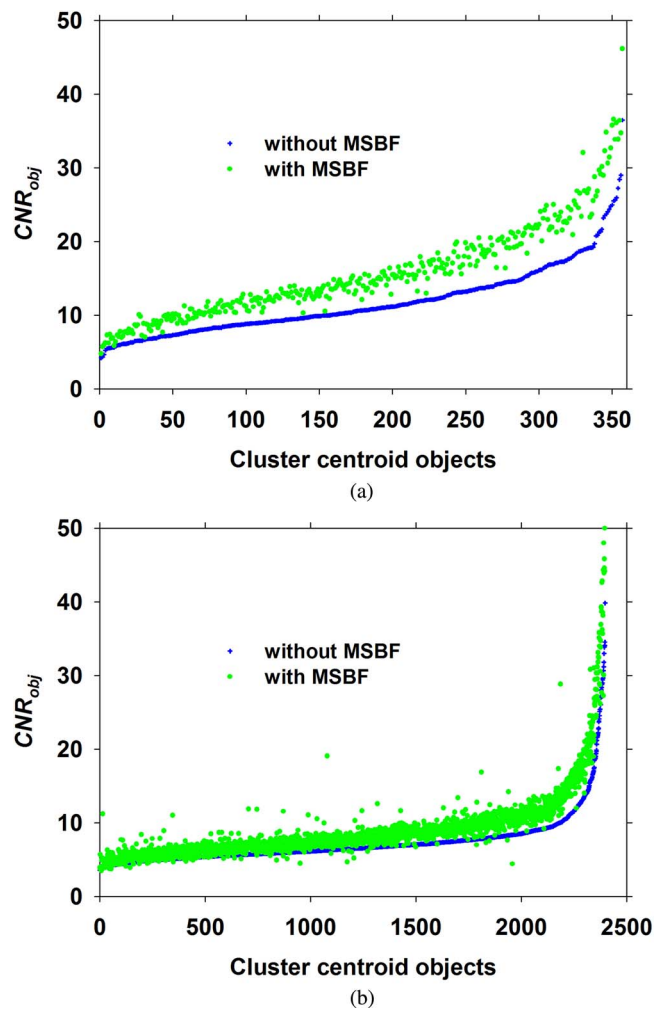 50
40
30
20
10
0
CNR_obj
without MSBF
with MSBF
0 50 100 150 200 250 300 350
Cluster centroid objects
(a)
50
40
30
20
10
0
CNR_obj
without MSBF
with MSBF
0 500 1000 1500 2000 2500
Cluster centroid objects
(b)